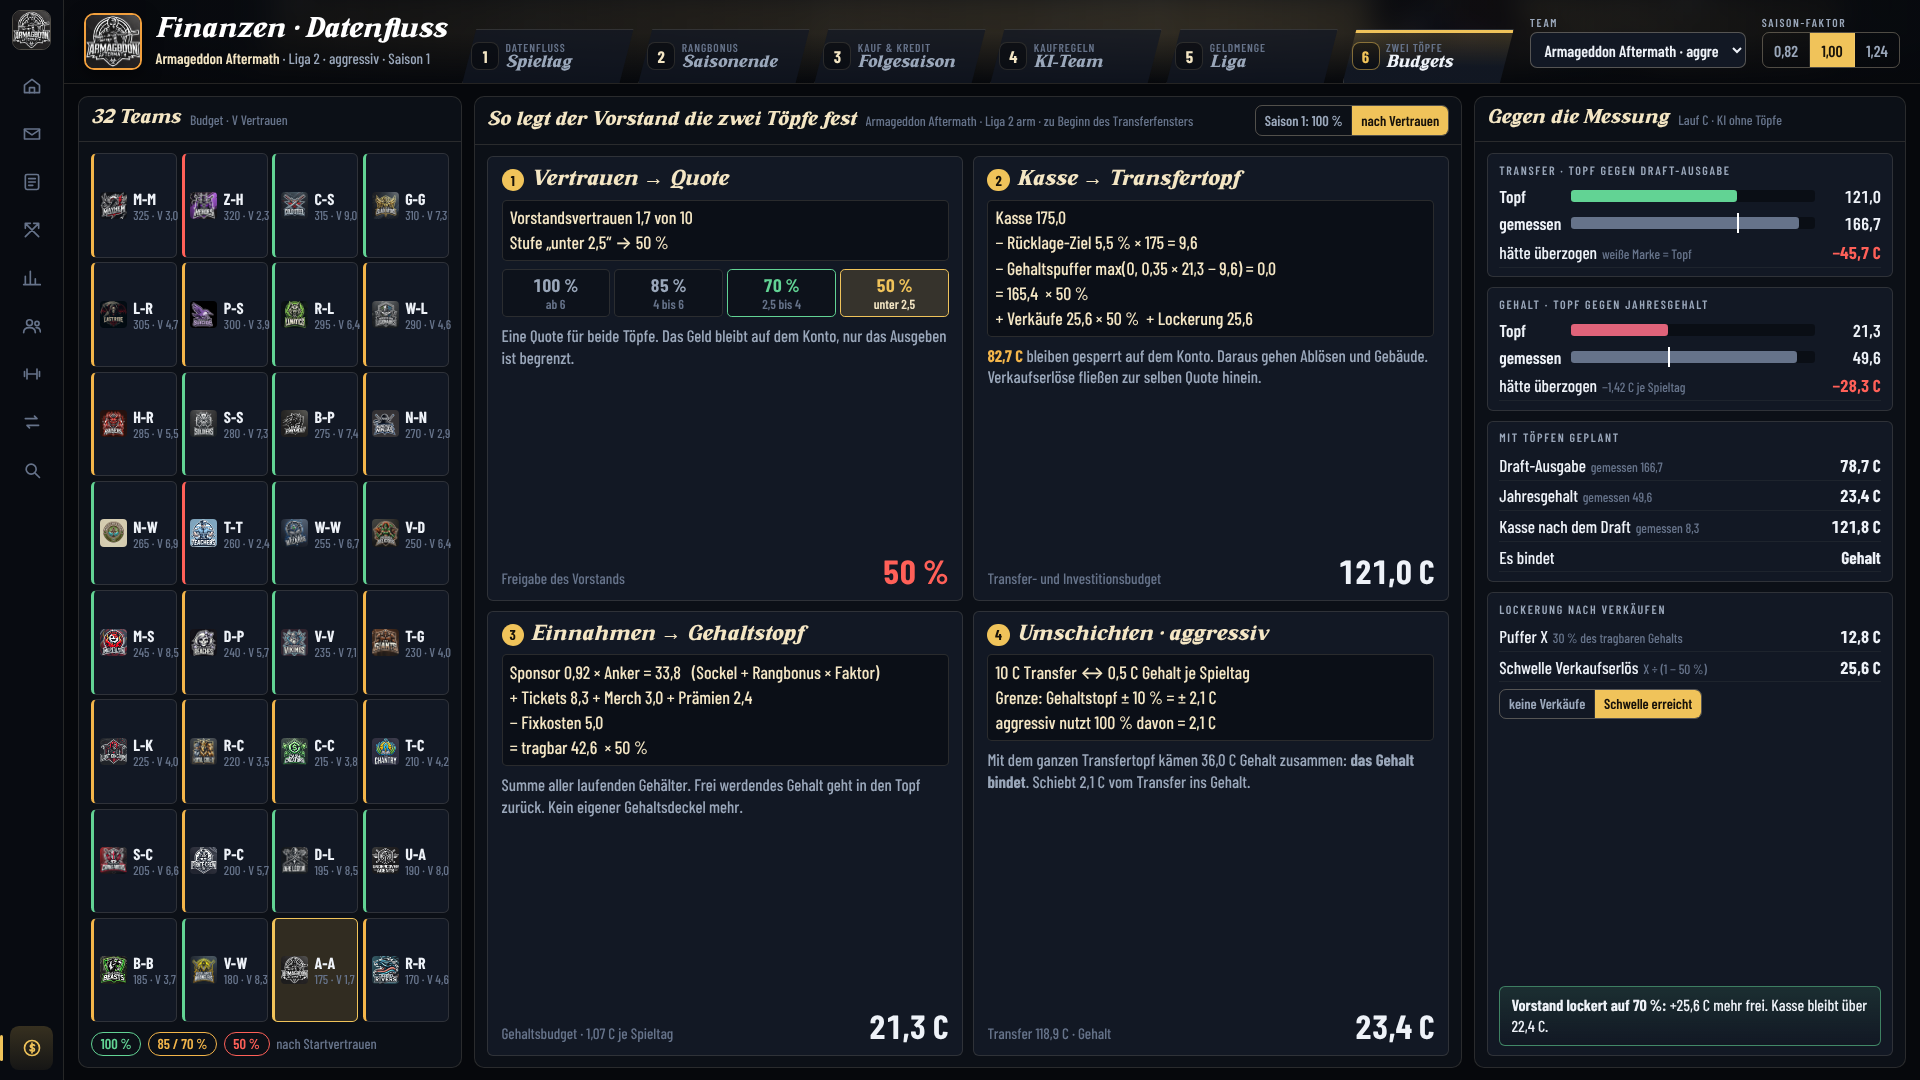 Finanzen · Datenfluss
Armageddon Aftermath · Liga 2 · aggressiv · Saison 1
1 DATENFLUSS
Spieltag
2 RANGBONUS
Saisonende
3 KAUF & KREDIT
Folgesaison
4 KAUFREGELN
KI-Team
5 GELDMENGE
Liga
6 ZWEI TÖPFE
Budgets
TEAM
Armageddon Aftermath · aggre
SAISON-FAKTOR
0,82 1,00 1,24
32 Teams Budget · V Vertrauen
M-M
325 · V 3,0
Z-H
320 · V 2,3
C-S
315 · V 9,0
G-G
310 · V 7,3
L-R
305 · V 4,7
P-S
300 · V 3,9
R-L
295 · V 6,4
W-L
290 · V 4,6
H-R
285 · V 5,5
S-S
280 · V 7,3
B-P
275 · V 7,4
N-N
270 · V 2,9
N-W
265 · V 6,9
T-T
260 · V 2,4
W-W
255 · V 6,7
V-D
250 · V 6,4
M-S
245 · V 8,5
D-P
240 · V 5,7
V-V
235 · V 7,1
T-G
230 · V 4,0
L-K
225 · V 4,0
R-C
220 · V 3,5
C-C
215 · V 3,8
T-C
210 · V 4,2
S-C
205 · V 6,6
P-C
200 · V 5,7
D-L
195 · V 8,5
U-A
190 · V 8,0
B-B
185 · V 3,7
V-W
180 · V 8,3
A-A
175 · V 1,7
R-R
170 · V 4,6
100 % 85 / 70 % 50 % nach Startvertrauen
So legt der Vorstand die zwei Töpfe fest Armageddon Aftermath · Liga 2 arm · zu Beginn des Transferfensters
Saison 1: 100 % nach Vertrauen
1 Vertrauen → Quote
Vorstandsvertrauen 1,7 von 10
Stufe „unter 2,5“ → 50 %
100 %
ab 6
85 %
4 bis 6
70 %
2,5 bis 4
50 %
unter 2,5
Eine Quote für beide Töpfe. Das Geld bleibt auf dem Konto, nur das Ausgeben
ist begrenzt.
Freigabe des Vorstands 50 %
2 Kasse → Transfertopf
Kasse 175,0
− Rücklage-Ziel 5,5 % × 175 = 9,6
− Gehaltspuffer max(0, 0,35 × 21,3 − 9,6) = 0,0
= 165,4 × 50 %
+ Verkäufe 25,6 × 50 % + Lockerung 25,6
82,7 C bleiben gesperrt auf dem Konto. Daraus gehen Ablösen und Gebäude.
Verkaufserlöse fließen zur selben Quote hinein.
Transfer- und Investitionsbudget 121,0 C
3 Einnahmen → Gehaltstopf
Sponsor 0,92 × Anker = 33,8 (Sockel + Rangbonus × Faktor)
+ Tickets 8,3 + Merch 3,0 + Prämien 2,4
− Fixkosten 5,0
= tragbar 42,6 × 50 %
Summe aller laufenden Gehälter. Frei werdendes Gehalt geht in den Topf
zurück. Kein eigener Gehaltsdeckel mehr.
Gehaltsbudget · 1,07 C je Spieltag 21,3 C
4 Umschichten · aggressiv
10 C Transfer ↔ 0,5 C Gehalt je Spieltag
Grenze: Gehaltstopf ± 10 % = ± 2,1 C
aggressiv nutzt 100 % davon = 2,1 C
Mit dem ganzen Transfertopf kämen 36,0 C Gehalt zusammen: das Gehalt
bindet. Schiebt 2,1 C vom Transfer ins Gehalt.
Transfer 118,9 C · Gehalt 23,4 C
Gegen die Messung Lauf C · KI ohne Töpfe
TRANSFER · TOPF GEGEN DRAFT-AUSGABE
Topf 121,0
gemessen 166,7
hätte überzogen weiße Marke = Topf −45,7 C
GEHALT · TOPF GEGEN JAHRESGEHALT
Topf 21,3
gemessen 49,6
hätte überzogen −1,42 C je Spieltag −28,3 C
MIT TÖPFEN GEPLANT
Draft-Ausgabe gemessen 166,7 78,7 C
Jahresgehalt gemessen 49,6 23,4 C
Kasse nach dem Draft gemessen 8,3 121,8 C
Es bindet Gehalt
LOCKERUNG NACH VERKÄUFEN
Puffer X 30 % des tragbaren Gehalts 12,8 C
Schwelle Verkaufserlös X ÷ (1 − 50 %) 25,6 C
keine Verkäufe Schwelle erreicht
Vorstand lockert auf 70 %: +25,6 C mehr frei. Kasse bleibt über
22,4 C.